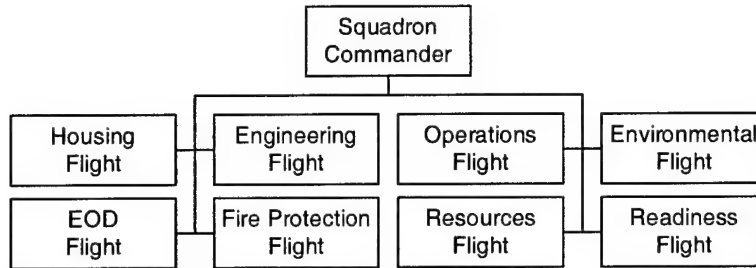 Squadron
Commander
Housing
Flight
Engineering
Flight
Operations
Flight
Environmental
Flight
EOD
Flight
Fire Protection
Flight
Resources
Flight
Readiness
Flight